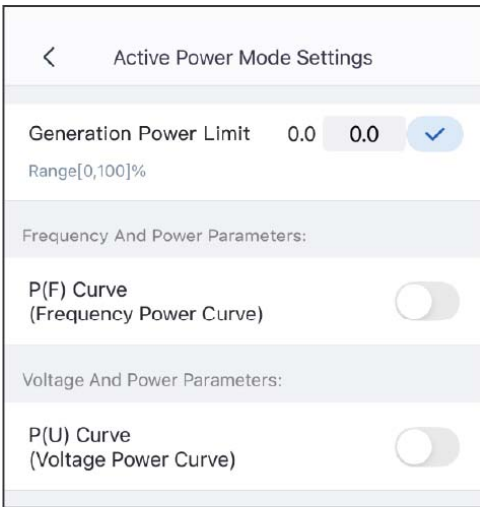 Active Power Mode Settings
Generation Power Limit 0.0 0.0
Range[0,100]%
Frequency And Power Parameters:
P(F) Curve
(Frequency Power Curve)
Voltage And Power Parameters:
P(U) Curve
(Voltage Power Curve)